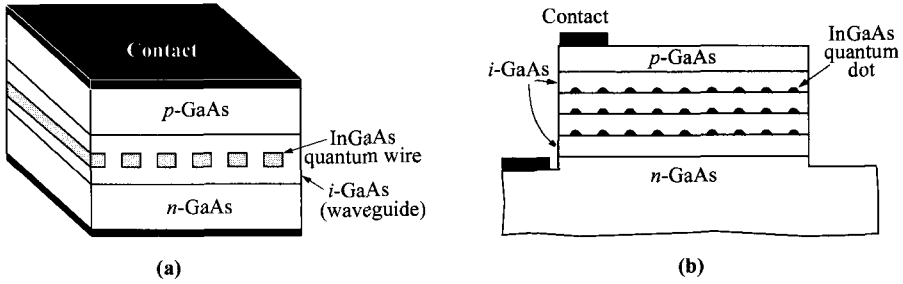 Contact
p-GaAs
InGaAs
quantum wire
n-GaAs
i-GaAs
(waveguide)
(a)
Contact
InGaAs
quantum
dot
p-GaAs
i-GaAs
n-GaAs
(b)